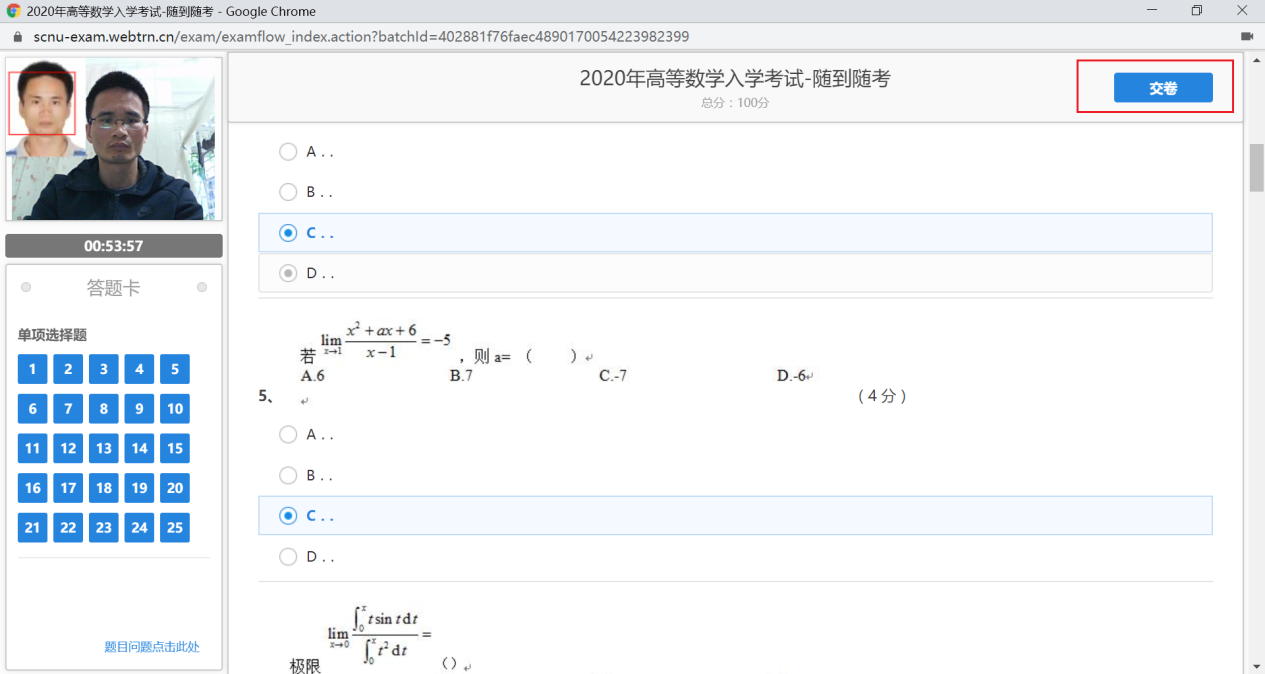 2020年高等数学入学考试-随到随考 - Google Chrome
scnu-exam.webtrn.cn/exam/examflow_index.action?batchId=402881f76faec4890170054223982399
2020年高等数学入学考试-随到随考
总分：100分
交卷
00:53:57
答题卡
单项选择题
1 2 3 4 5
6 7 8 9 10
11 12 13 14 15
16 17 18 19 20
21 22 23 24 25
题目问题点击此处
A . .
B . .
C . .
D . .
若 lim x→1 (x²+ax+6)/(x−1) = −5 ，则 a= （ ）
A.6 B.7 C.-7 D.-6
5、 （4 分）
A . .
B . .
C . .
D . .
极限 lim x→0 ∫₀ˣ t sin t dt / ∫₀ˣ t² dt = （）